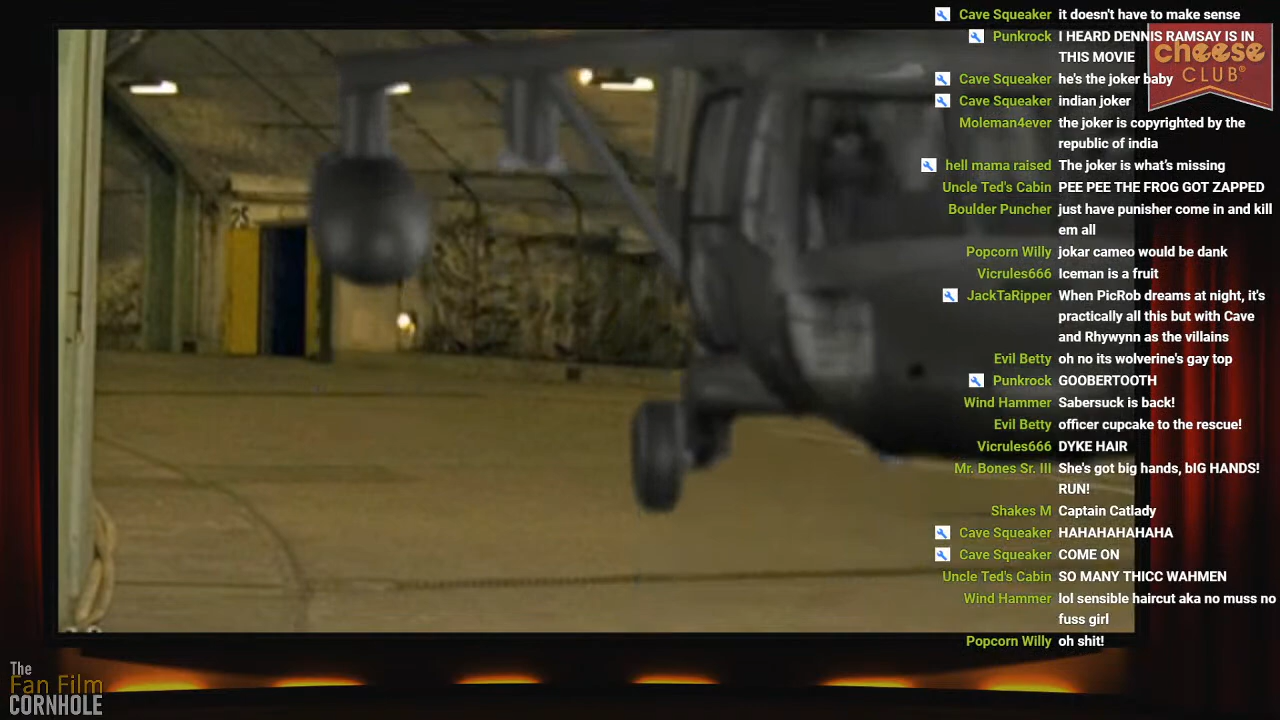 Cave Squeaker it doesn't have to make sense
Punkrock I HEARD DENNIS RAMSAY IS IN
THIS MOVIE
cheese
CLUB®
Cave Squeaker he's the joker baby
Cave Squeaker indian joker
Moleman4ever the joker is copyrighted by the
republic of india
hell mama raised The joker is what's missing
Uncle Ted's Cabin PEE PEE THE FROG GOT ZAPPED
Boulder Puncher just have punisher come in and kill
em all
25
Popcorn Willy jokar cameo would be dank
Vicrules666 Iceman is a fruit
JackTaRipper When PicRob dreams at night, it's
practically all this but with Cave
and Rhywynn as the villains
Evil Betty oh no its wolverine's gay top
Punkrock GOOBERTOOTH
Wind Hammer Sabersuck is back!
Evil Betty officer cupcake to the rescue!
Vicrules666 DYKE HAIR
Mr. Bones Sr. III She's got big hands, bIG HANDS!
RUN!
Shakes M Captain Catlady
Cave Squeaker HAHAHAHAHAHA
Cave Squeaker COME ON
Uncle Ted's Cabin SO MANY THICC WAHMEN
Wind Hammer lol sensible haircut aka no muss no
fuss girl
Popcorn Willy oh shit!
The
Fan Film
CORNHOLE